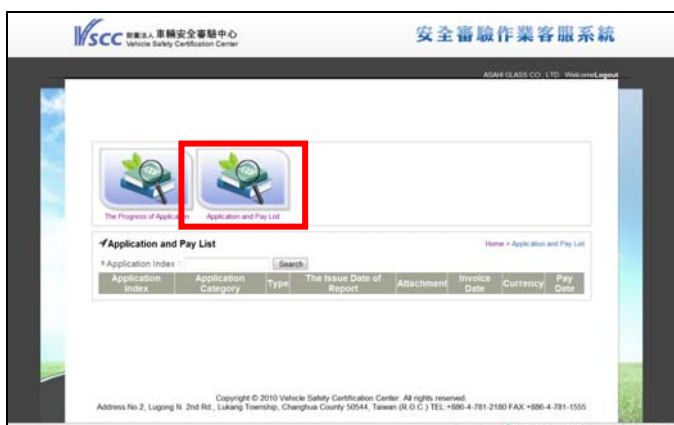 VSCC 財團法人 車輛安全審驗中心
Vehicle Safety Certification Center
安全審驗作業客服系統
ASAHI GLASS CO., LTD. Welcome Logout
The Progress of Application
Application and Pay List
Application and Pay List
Home > Application and Pay List
Application Index :
Search
Application Index
Application Category
Type
The Issue Date of Report
Attachment
Invoice Date
Currency
Pay Date
Copyright © 2010 Vehicle Safety Certification Center. All rights reserved.
Address:No.2, Lugong N. 2nd Rd., Lukang Township, Changhua County 50544, Taiwan (R.O.C.) TEL:+886-4-781-2180 FAX:+886-4-781-1555